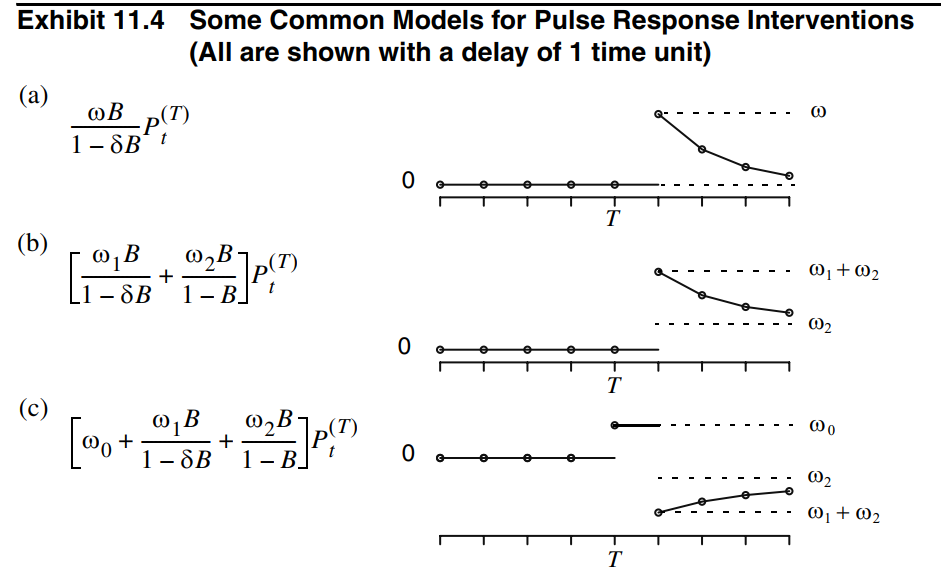 Exhibit 11.4 Some Common Models for Pulse Response Interventions
(All are shown with a delay of 1 time unit)
(a) ωB / (1 – δB) P_t^(T)
ω
0
T
(b) [ω₁B / (1 – δB) + ω₂B / (1 – B)] P_t^(T)
ω₁ + ω₂
ω₂
0
T
(c) [ω₀ + ω₁B / (1 – δB) + ω₂B / (1 – B)] P_t^(T)
ω₀
0
ω₂
ω₁ + ω₂
T